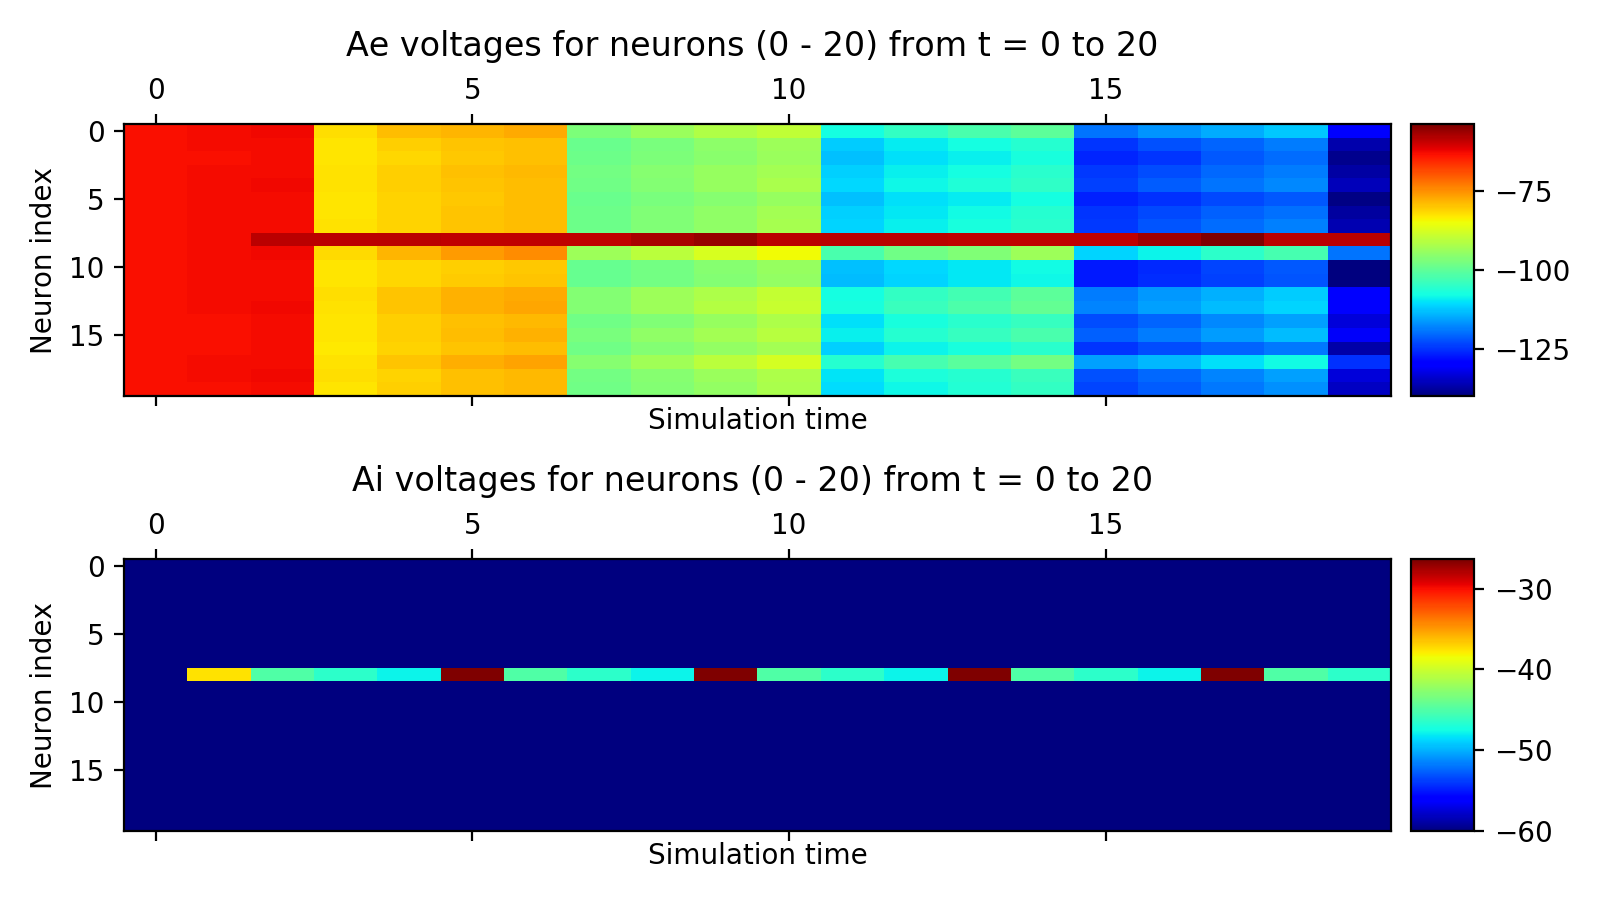 Ae voltages for neurons (0 - 20) from t = 0 to 20
0 5 10 15
Neuron index
0
5
10
15
Simulation time
−75
−100
−125
Ai voltages for neurons (0 - 20) from t = 0 to 20
0 5 10 15
Neuron index
0
5
10
15
Simulation time
−30
−40
−50
−60